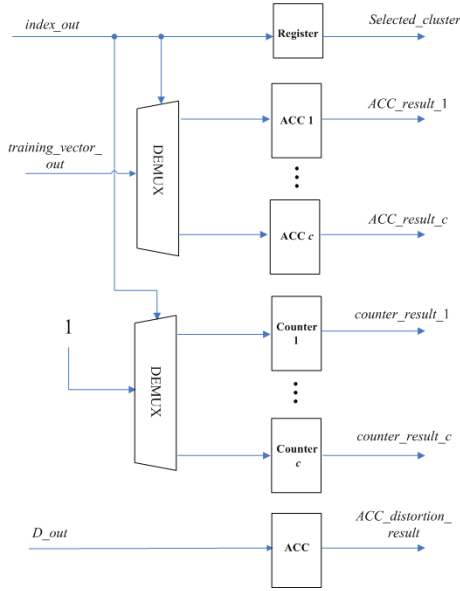 index_out
Register
Selected_cluster
training_vector_
out
DEMUX
ACC 1
ACC_result_1
ACC c
ACC_result_c
1
DEMUX
Counter
1
counter_result_1
Counter
c
counter_result_c
D_out
ACC
ACC_distortion_
result